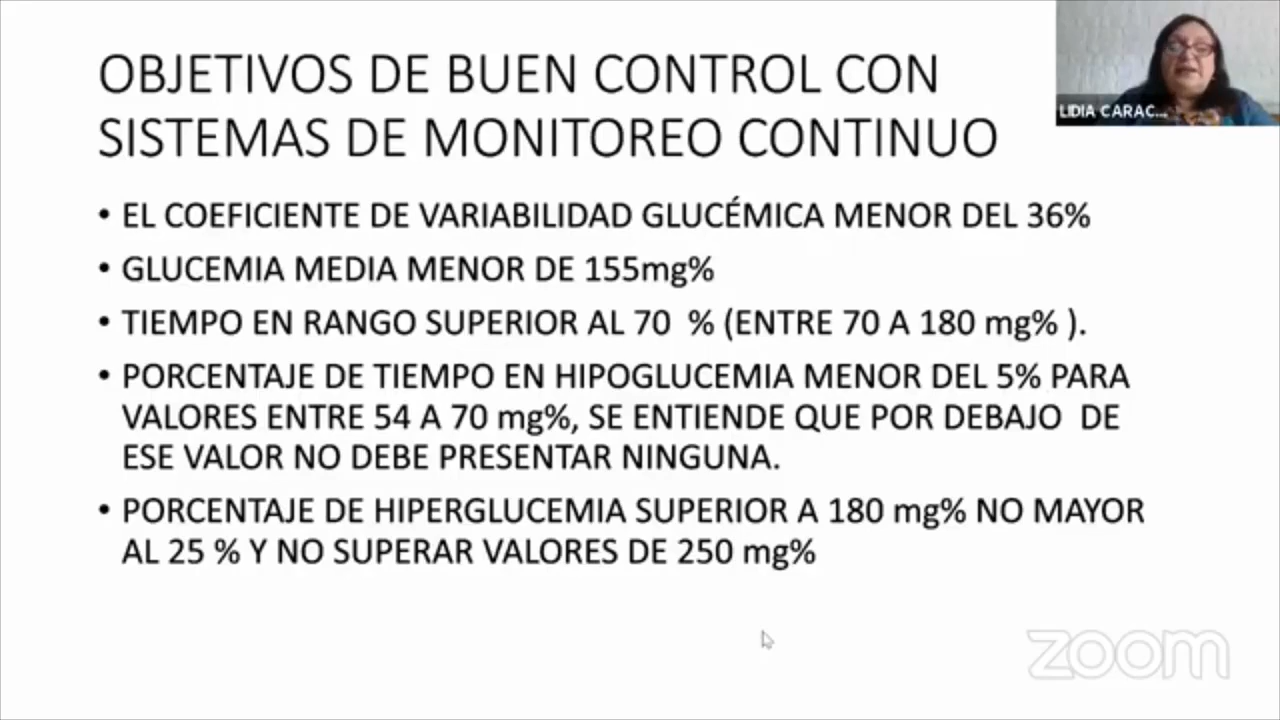 OBJETIVOS DE BUEN CONTROL CON
SISTEMAS DE MONITOREO CONTINUO
LIDIA CARAC...
• EL COEFICIENTE DE VARIABILIDAD GLUCÉMICA MENOR DEL 36%
• GLUCEMIA MEDIA MENOR DE 155mg%
• TIEMPO EN RANGO SUPERIOR AL 70 % (ENTRE 70 A 180 mg% ).
• PORCENTAJE DE TIEMPO EN HIPOGLUCEMIA MENOR DEL 5% PARA
VALORES ENTRE 54 A 70 mg%, SE ENTIENDE QUE POR DEBAJO DE
ESE VALOR NO DEBE PRESENTAR NINGUNA.
• PORCENTAJE DE HIPERGLUCEMIA SUPERIOR A 180 mg% NO MAYOR
AL 25 % Y NO SUPERAR VALORES DE 250 mg%
zoom